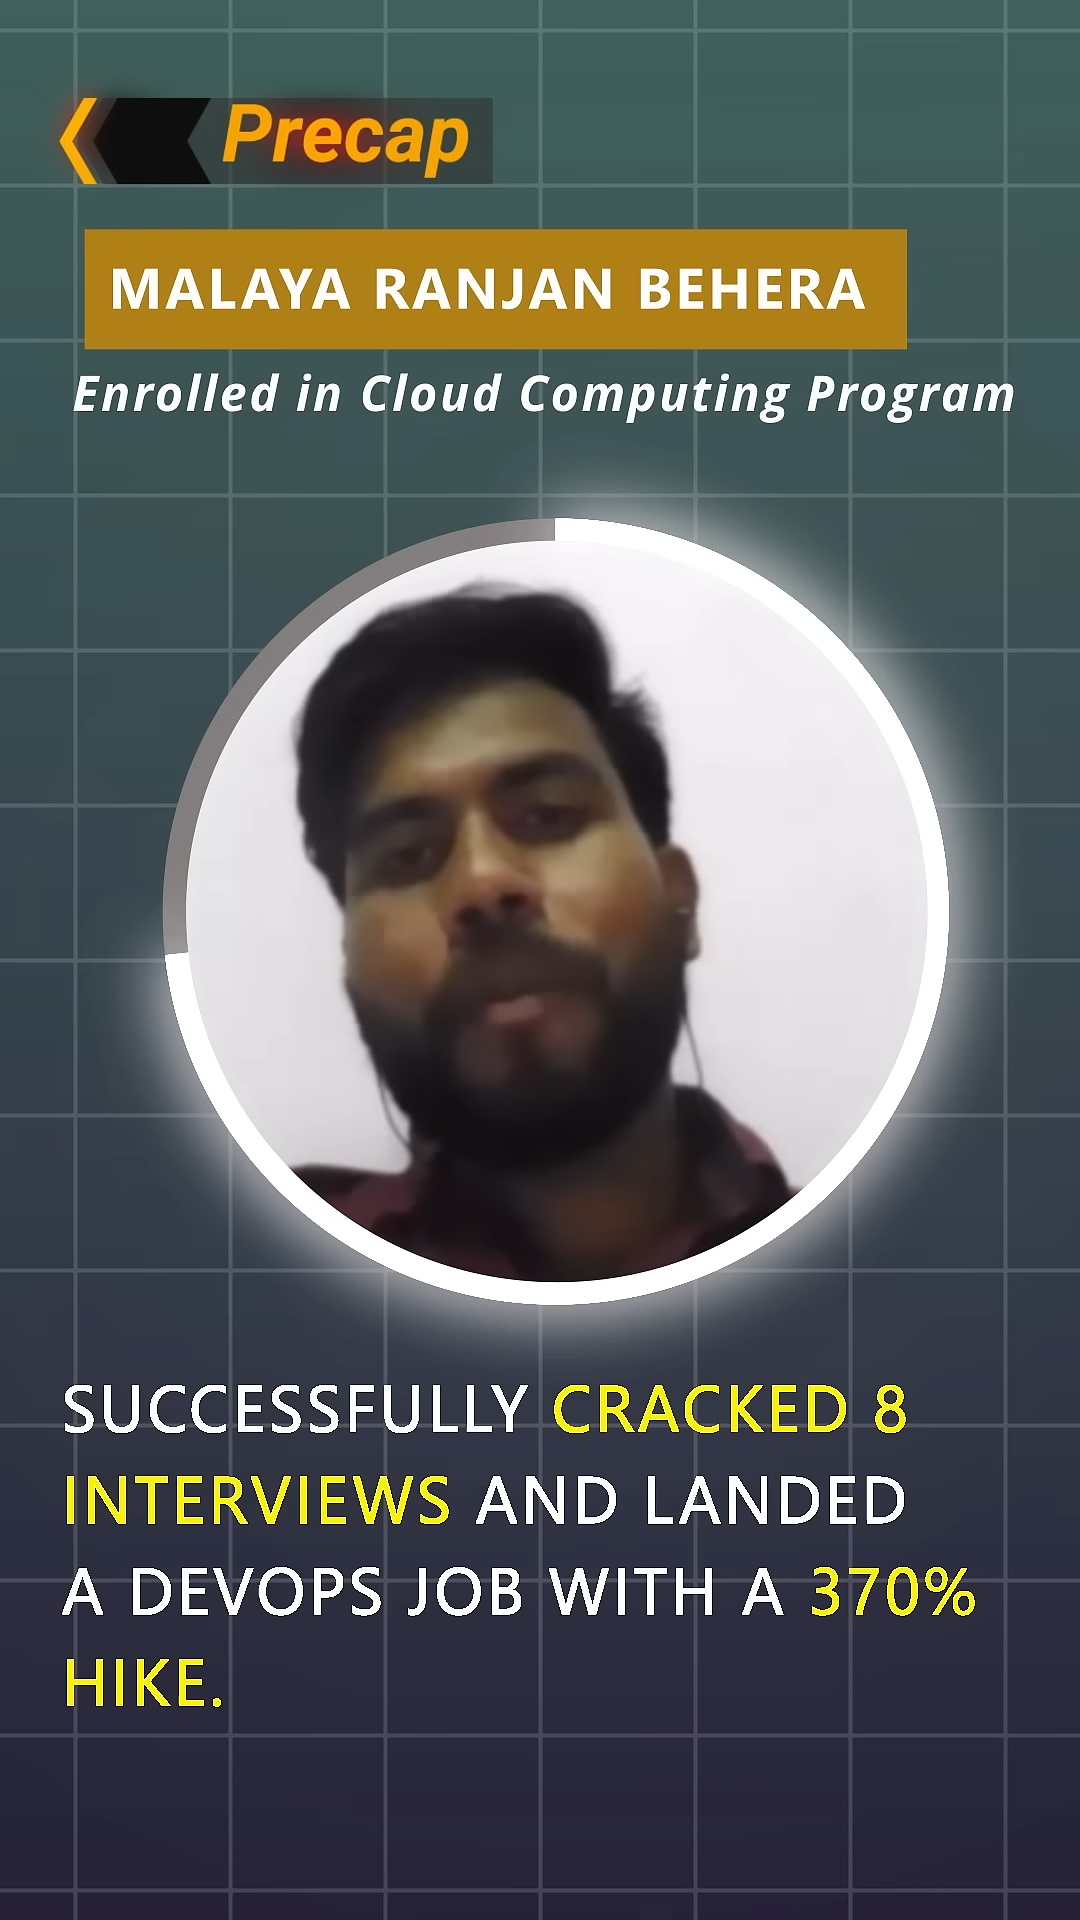 Precap
MALAYA RANJAN BEHERA
Enrolled in Cloud Computing Program
SUCCESSFULLY CRACKED 8
INTERVIEWS AND LANDED
A DEVOPS JOB WITH A 370%
HIKE.